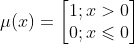 μ(x) = [1; x > 0
0; x ⩽ 0]